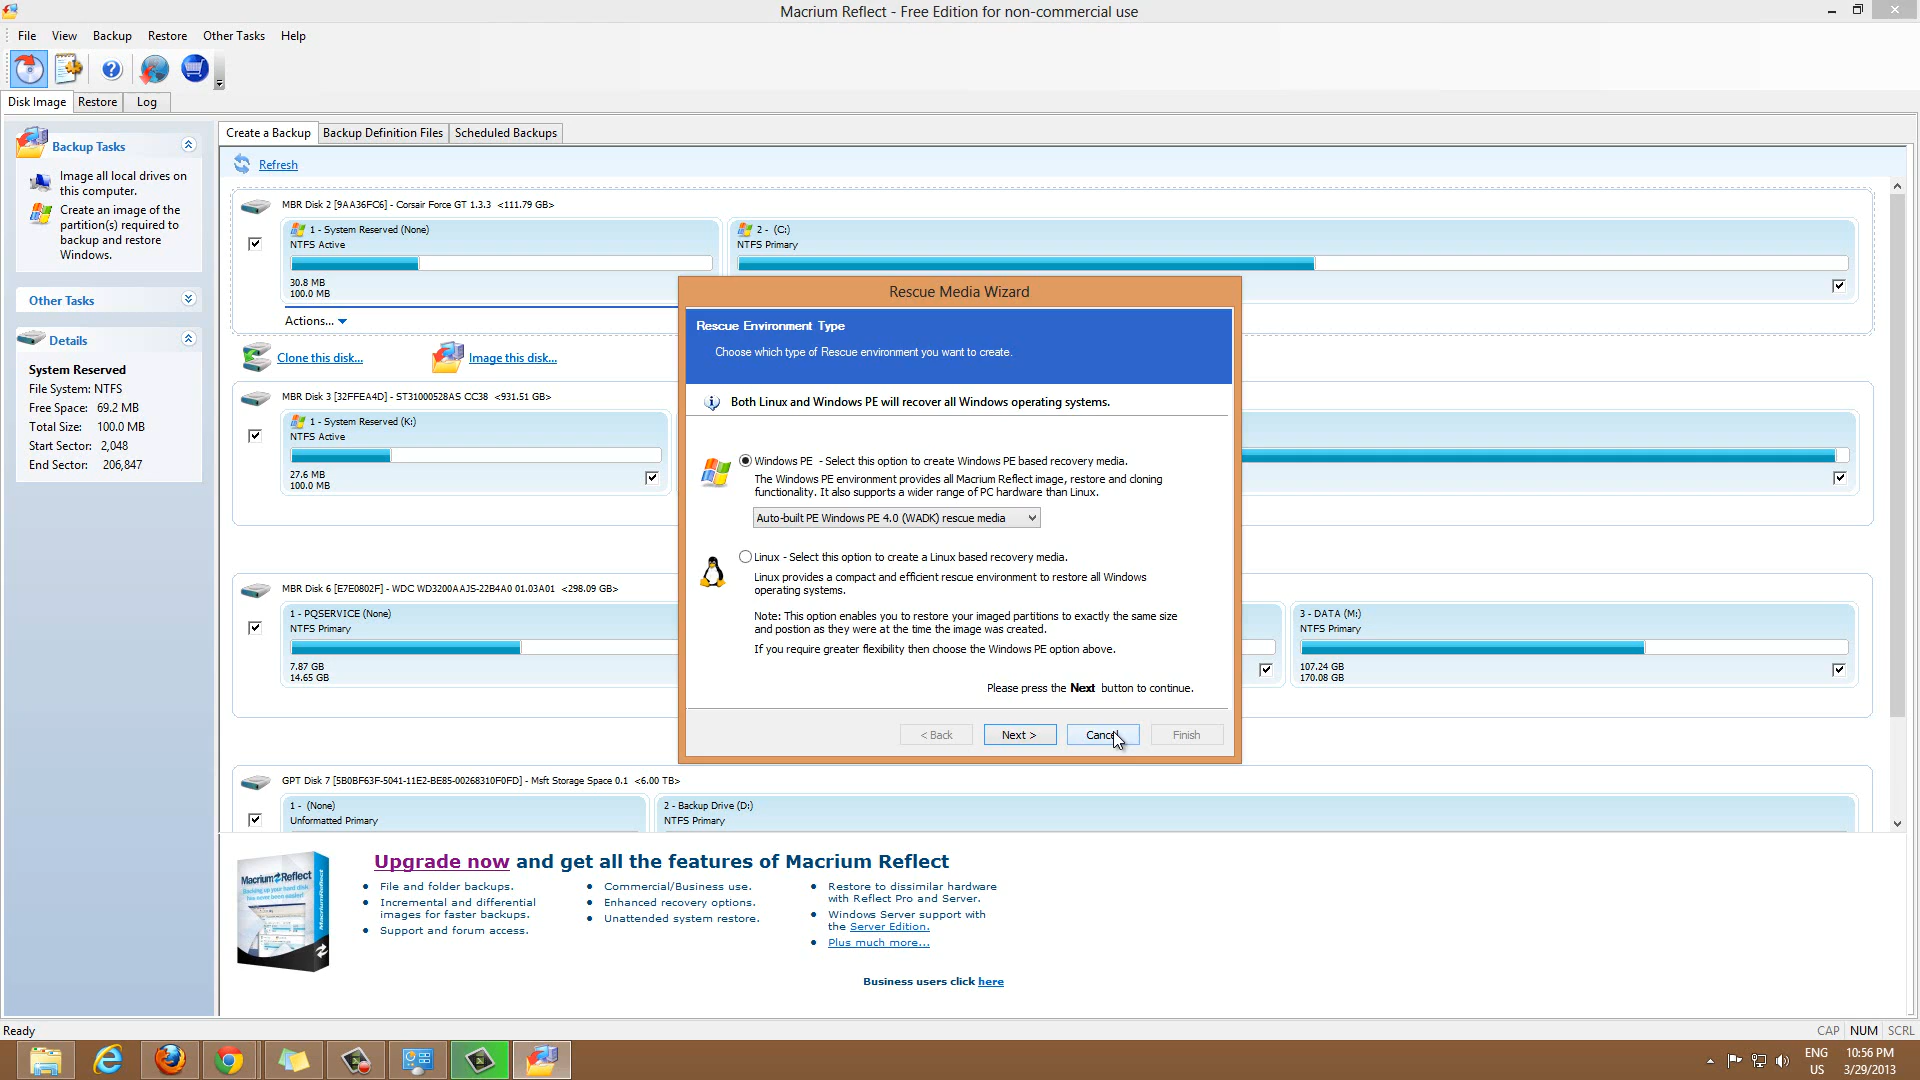 Macrium Reflect - Free Edition for non-commercial use
File View Backup Restore Other Tasks Help
Disk Image Restore Log
Backup Tasks
Image all local drives on
this computer.
Create an image of the
partition(s) required to
backup and restore
Windows.
Other Tasks
Details
System Reserved
File System: NTFS
Free Space: 69.2 MB
Total Size: 100.0 MB
Start Sector: 2,048
End Sector: 206,847
Create a Backup Backup Definition Files Scheduled Backups
Refresh
MBR Disk 2 [9AA36FC6] - Corsair Force GT 1.3.3 <111.79 GB>
1 - System Reserved (None)
NTFS Active
30.8 MB
100.0 MB
2 - (C:)
NTFS Primary
Actions...
Clone this disk... Image this disk...
MBR Disk 3 [32FFEA4D] - ST31000528AS CC38 <931.51 GB>
1 - System Reserved (K:)
NTFS Active
27.6 MB
100.0 MB
MBR Disk 6 [E7E0802F] - WDC WD3200AAJS-22B4A0 01.03A01 <298.09 GB>
1 - PQSERVICE (None)
NTFS Primary
7.87 GB
14.65 GB
3 - DATA (M:)
NTFS Primary
107.24 GB
170.08 GB
GPT Disk 7 [5B0BF63F-5041-11E2-BE85-00268310F0FD] - Msft Storage Space 0.1 <6.00 TB>
1 - (None)
Unformatted Primary
2 - Backup Drive (D:)
NTFS Primary
Rescue Media Wizard
Rescue Environment Type
Choose which type of Rescue environment you want to create.
Both Linux and Windows PE will recover all Windows operating systems.
Windows PE - Select this option to create Windows PE based recovery media.
The Windows PE environment provides all Macrium Reflect image, restore and cloning
functionality. It also supports a wider range of PC hardware than Linux.
Auto-built PE Windows PE 4.0 (WADK) rescue media
Linux - Select this option to create a Linux based recovery media.
Linux provides a compact and efficient rescue environment to restore all Windows
operating systems.
Note: This option enables you to restore your imaged partitions to exactly the same size
and postion as they were at the time the image was created.
If you require greater flexibility then choose the Windows PE option above.
Please press the Next button to continue.
< Back Next > Cancel Finish
Macrium Reflect
Upgrade now and get all the features of Macrium Reflect
File and folder backups.
Incremental and differential
images for faster backups.
Support and forum access.
Commercial/Business use.
Enhanced recovery options.
Unattended system restore.
Restore to dissimilar hardware
with Reflect Pro and Server.
Windows Server support with
the Server Edition.
Plus much more...
Business users click here
Ready
CAP NUM SCRL
ENG
US
10:56 PM
3/29/2013